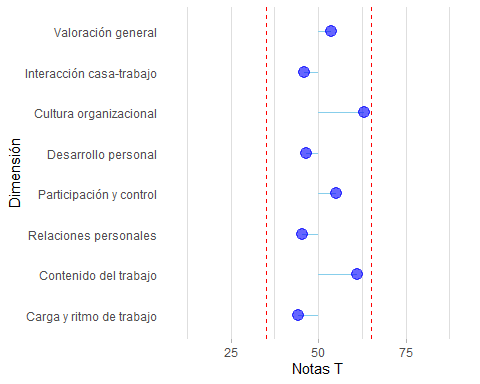 Valoración general
Interacción casa-trabajo
Cultura organizacional
Desarrollo personal
Participación y control
Relaciones personales
Contenido del trabajo
Carga y ritmo de trabajo
Dimensión
25 50 75
Notas T